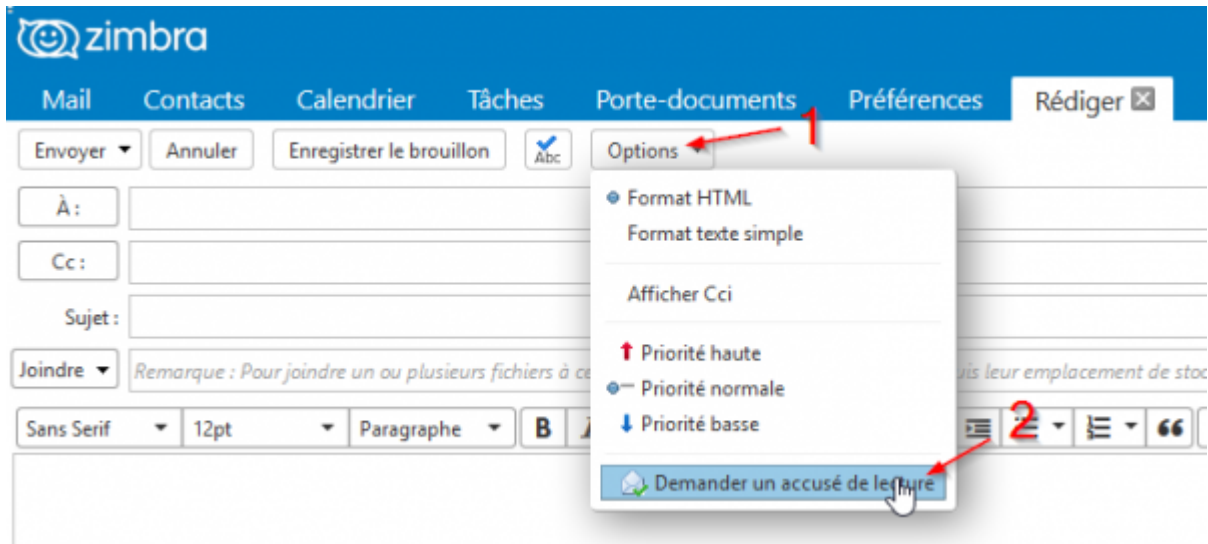 zimbra
Mail Contacts Calendrier Tâches Porte-documents Préférences Rédiger
1
Envoyer Annuler Enregistrer le brouillon Abc Options
À :
Format HTML
Format texte simple
Cc :
Afficher Cci
Sujet :
Priorité haute
Joindre Remarque : Pour joindre un ou plusieurs fichiers à ce leur emplacement de stoc
Priorité normale
Priorité basse
Sans Serif 12pt Paragraphe B 2
Demander un accusé de lecture